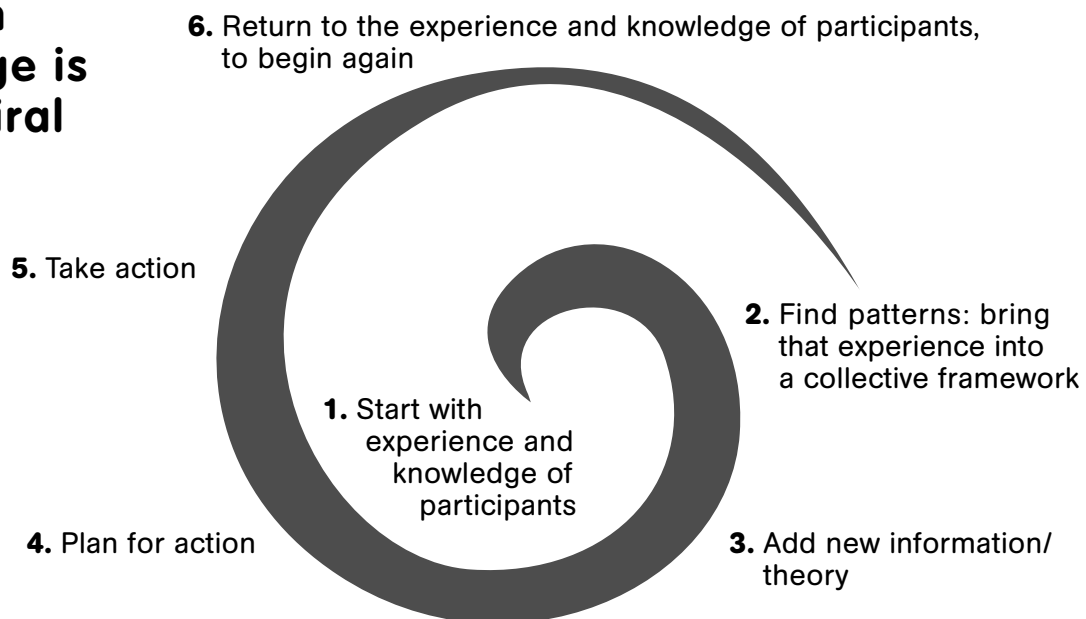 is
6. Return to the experience and knowledge of participants,
to begin again
5. Take action
2. Find patterns: bring
that experience into
a collective framework
1. Start with
experience and
knowledge of
participants
4. Plan for action
3. Add new information/
theory